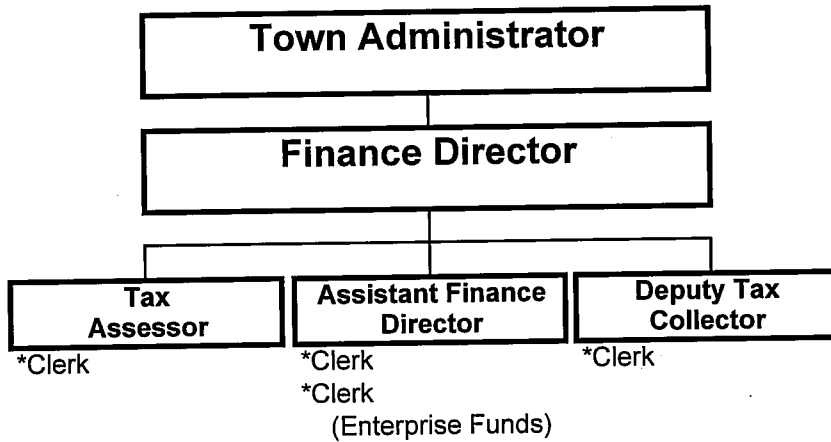 Town Administrator
Finance Director
Tax
Assessor
*Clerk
Assistant Finance
Director
*Clerk
*Clerk
(Enterprise Funds)
Deputy Tax
Collector
*Clerk